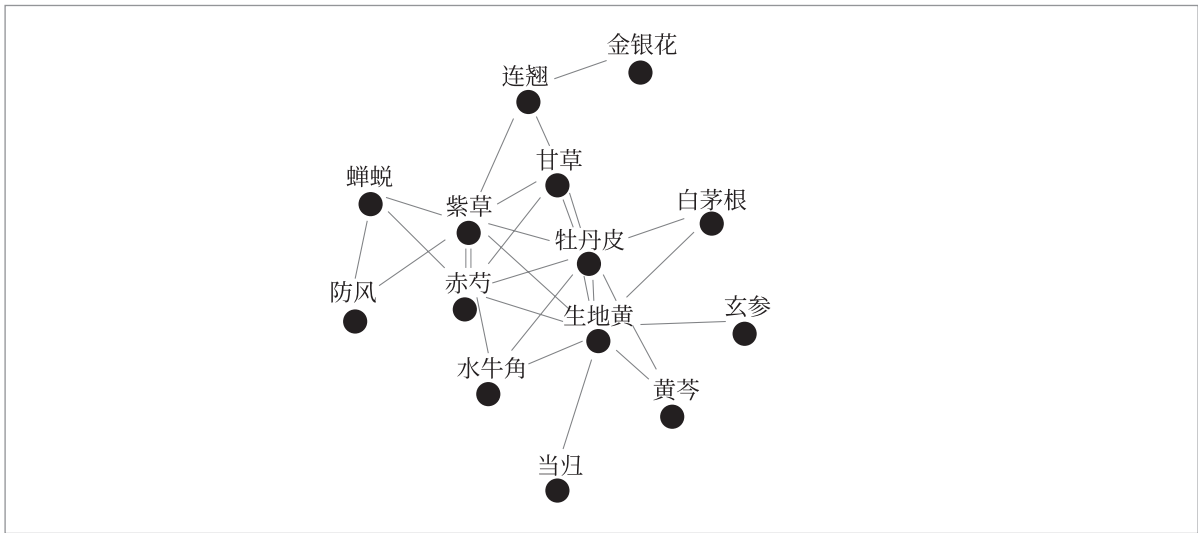 金银花
连翘
甘草
蝉蜕
白茅根
紫草
牡丹皮
赤芍
防风
玄参
生地黄
水牛角
黄芩
当归